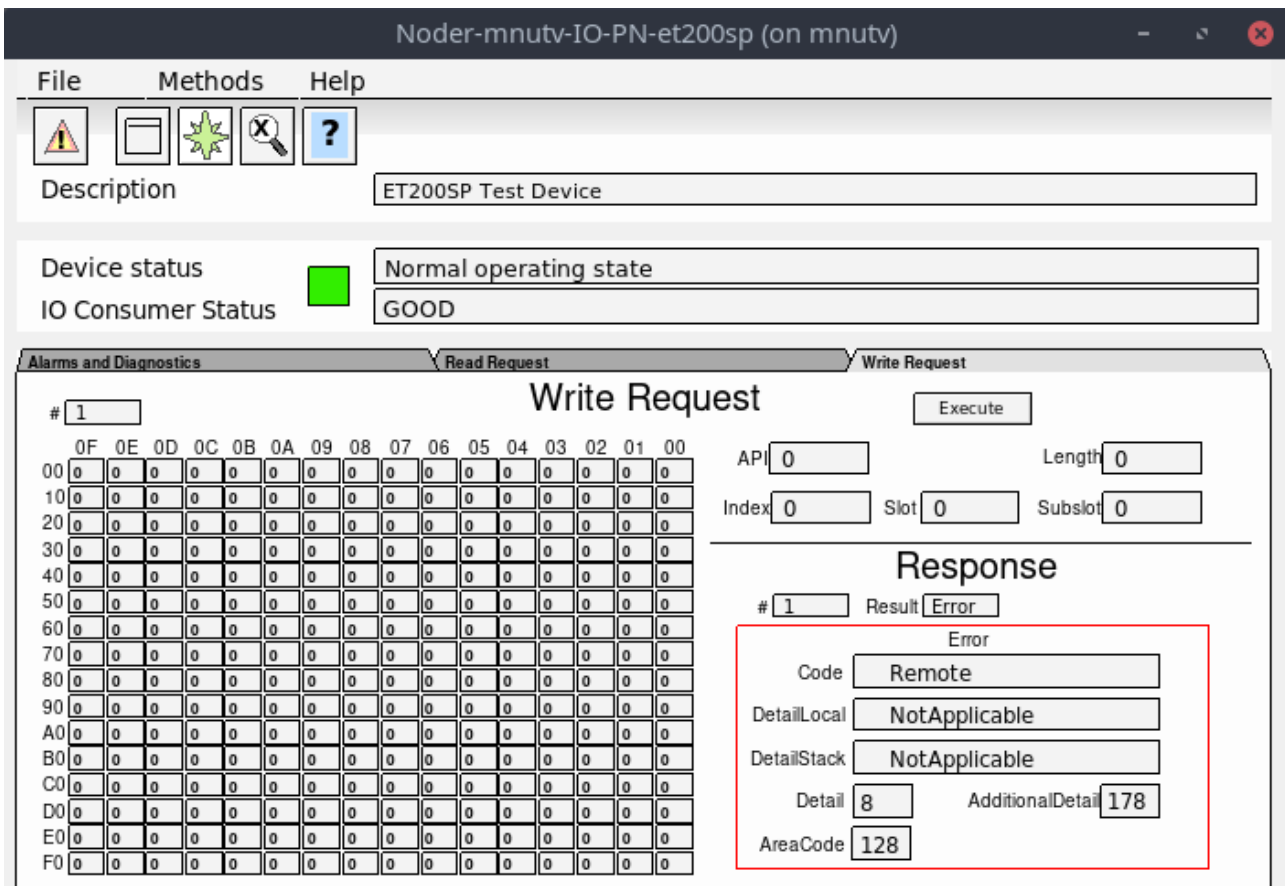 Noder-mnutv-IO-PN-et200sp (on mnutv)
File Methods Help
! X ?
Description ET200SP Test Device
Device status Normal operating state
IO Consumer Status GOOD
Alarms and Diagnostics Read Request Write Request
# 1 Write Request Execute
0F 0E 0D 0C 0B 0A 09 08 07 06 05 04 03 02 01 00
API 0 Length 0
Index 0 Slot 0 Subslot 0
00 0 0 0 0 0 0 0 0 0 0 0 0 0 0 0 0
10 0 0 0 0 0 0 0 0 0 0 0 0 0 0 0 0
20 0 0 0 0 0 0 0 0 0 0 0 0 0 0 0 0
30 0 0 0 0 0 0 0 0 0 0 0 0 0 0 0 0
40 0 0 0 0 0 0 0 0 0 0 0 0 0 0 0 0
50 0 0 0 0 0 0 0 0 0 0 0 0 0 0 0 0
60 0 0 0 0 0 0 0 0 0 0 0 0 0 0 0 0
70 0 0 0 0 0 0 0 0 0 0 0 0 0 0 0 0
80 0 0 0 0 0 0 0 0 0 0 0 0 0 0 0 0
90 0 0 0 0 0 0 0 0 0 0 0 0 0 0 0 0
A0 0 0 0 0 0 0 0 0 0 0 0 0 0 0 0 0
B0 0 0 0 0 0 0 0 0 0 0 0 0 0 0 0 0
C0 0 0 0 0 0 0 0 0 0 0 0 0 0 0 0 0
D0 0 0 0 0 0 0 0 0 0 0 0 0 0 0 0 0
E0 0 0 0 0 0 0 0 0 0 0 0 0 0 0 0 0
F0 0 0 0 0 0 0 0 0 0 0 0 0 0 0 0 0
Response
# 1 Result Error
Error
Code Remote
DetailLocal NotApplicable
DetailStack NotApplicable
Detail 8 AdditionalDetail 178
AreaCode 128